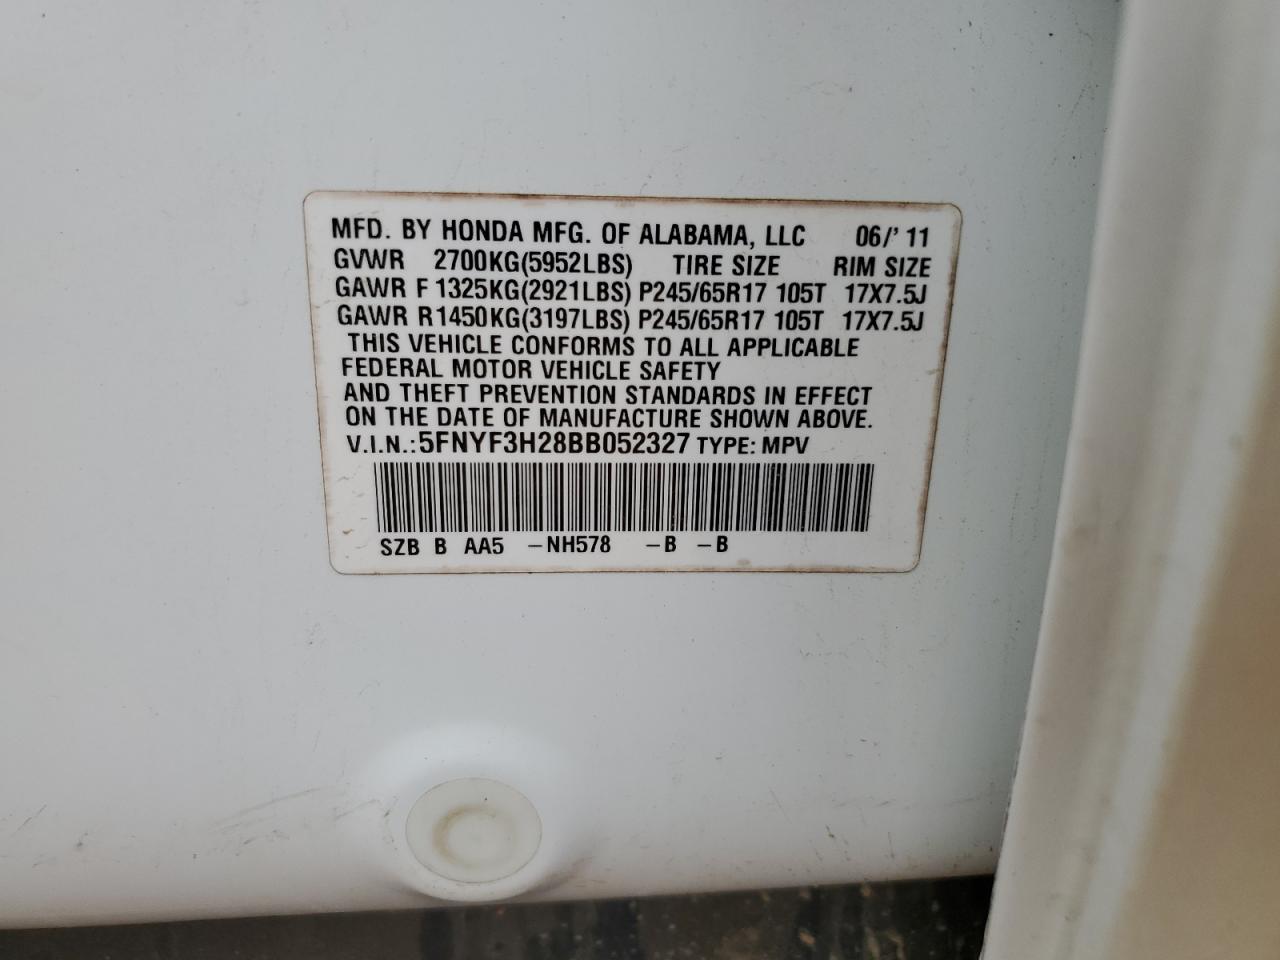 MFD. BY HONDA MFG. OF ALABAMA, LLC 06/' 11
GVWR 2700KG(5952LBS) TIRE SIZE RIM SIZE
GAWR F 1325KG(2921LBS) P245/65R17 105T 17X7.5J
GAWR R1450KG(3197LBS) P245/65R17 105T 17X7.5J
THIS VEHICLE CONFORMS TO ALL APPLICABLE
FEDERAL MOTOR VEHICLE SAFETY
AND THEFT PREVENTION STANDARDS IN EFFECT
ON THE DATE OF MANUFACTURE SHOWN ABOVE.
V.I.N.:5FNYF3H28BB052327 TYPE: MPV
SZB B AA5 -NH578 -B -B